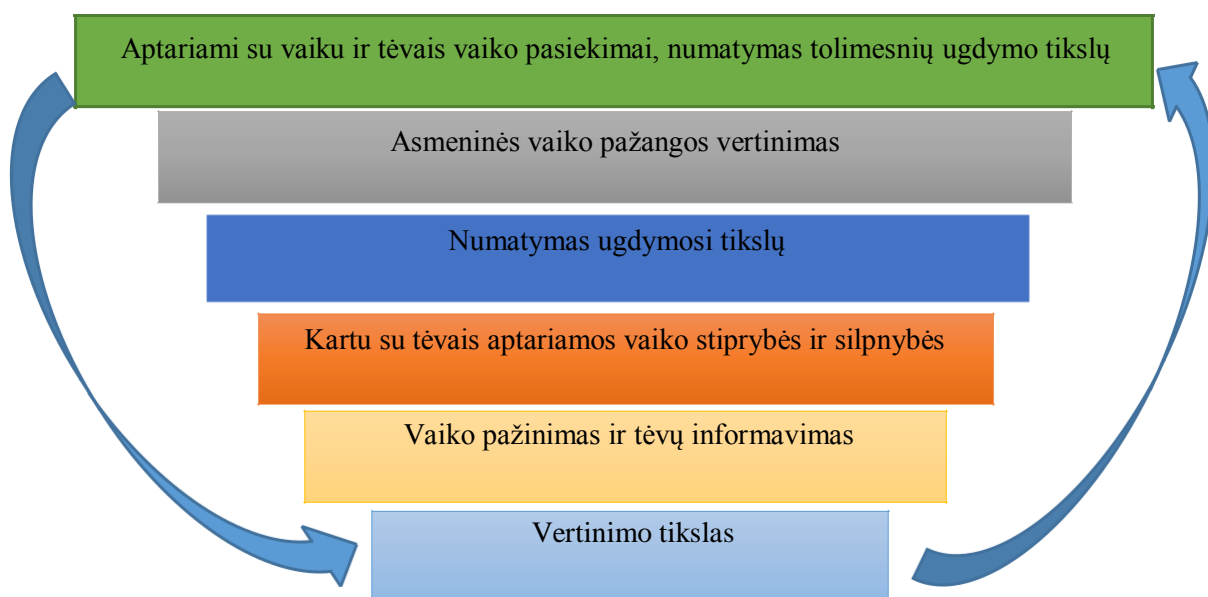 Aptariami su vaiku ir tėvais vaiko pasiekimai, numatymas tolimesnių ugdymo tikslų
Asmeninės vaiko pažangos vertinimas
Numatymas ugdymosi tikslų
Kartu su tėvais aptariamos vaiko stiprybės ir silpnybės
Vaiko pažinimas ir tėvų informavimas
Vertinimo tikslas